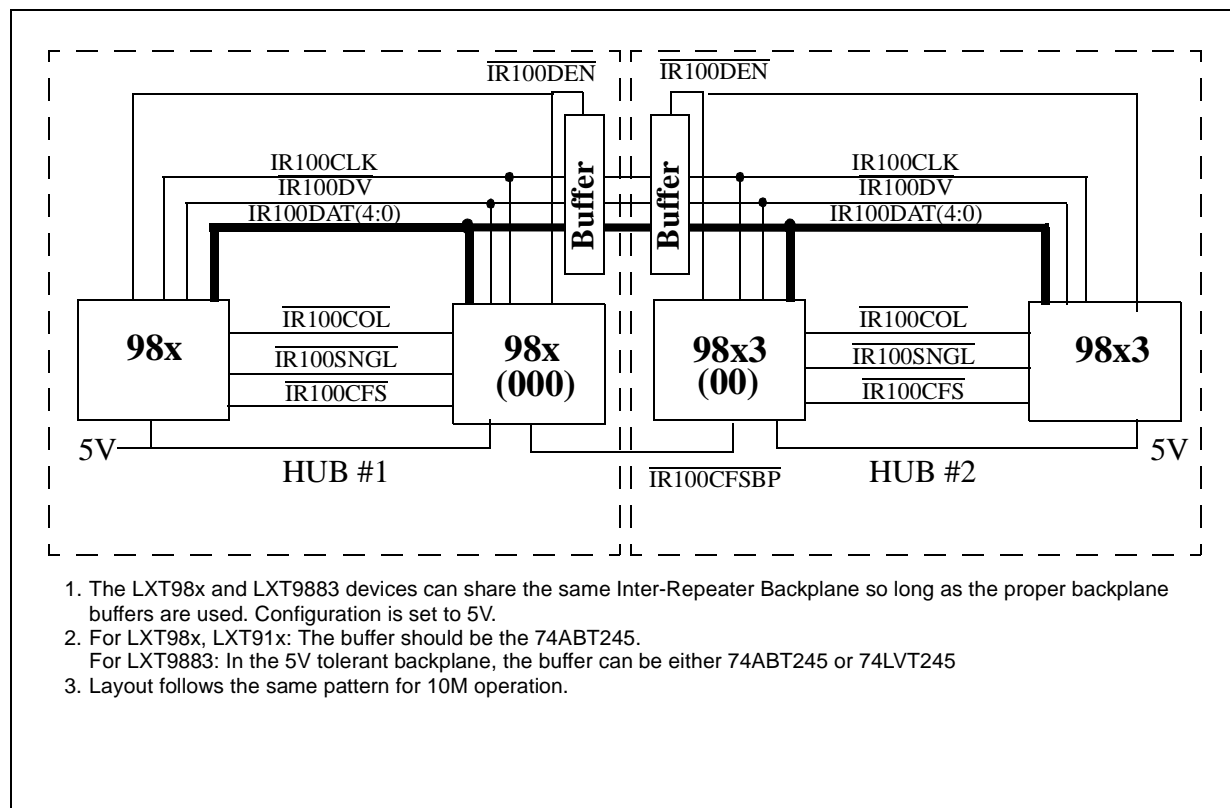 IR100DEN IR100DEN
IR100CLK IR100CLK
IR100DV IR100DV
IR100DAT(4:0) IR100DAT(4:0)
Buffer Buffer
98x
IR100COL
IR100SNGL
IR100CFS
98x
(000)
98x3
(00)
IR100COL
IR100SNGL
IR100CFS
98x3
5V 5V
HUB #1 IR100CFSBP HUB #2
1. The LXT98x and LXT9883 devices can share the same Inter-Repeater Backplane so long as the proper backplane
buffers are used. Configuration is set to 5V.
2. For LXT98x, LXT91x: The buffer should be the 74ABT245.
For LXT9883: In the 5V tolerant backplane, the buffer can be either 74ABT245 or 74LVT245
3. Layout follows the same pattern for 10M operation.